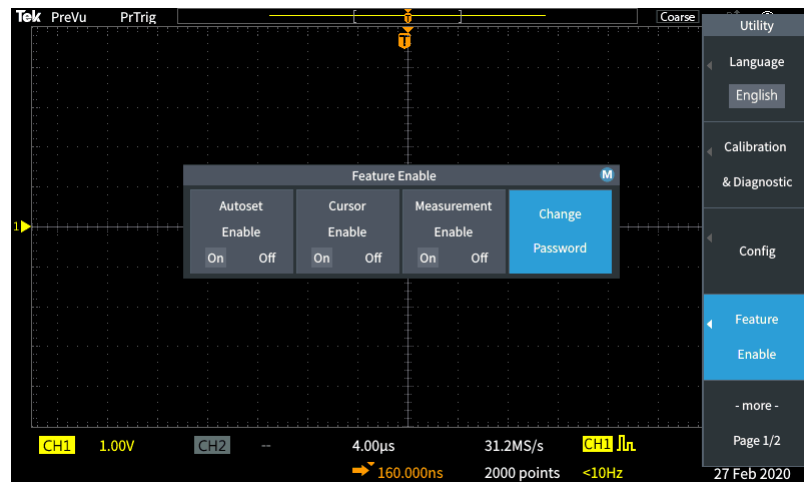 Tek PreVu PrTrig Coarse
T
T
Utility
Language
English
Calibration
& Diagnostic
Config
Feature
Enable
- more -
Page 1/2
Feature Enable M
Autoset
Enable
On Off
Cursor
Enable
On Off
Measurement
Enable
On Off
Change
Password
1
CH1 1.00V CH2 -- 4.00µs 31.2MS/s CH1
160.000ns 2000 points <10Hz 27 Feb 2020